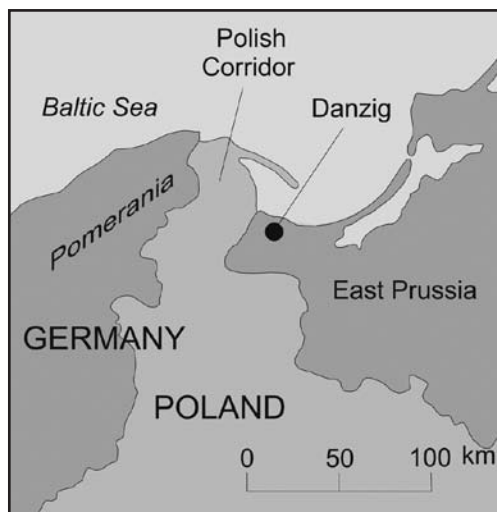 Polish
Corridor
Baltic Sea
Danzig
Pomerania
East Prussia
GERMANY
POLAND
0 50 100 km